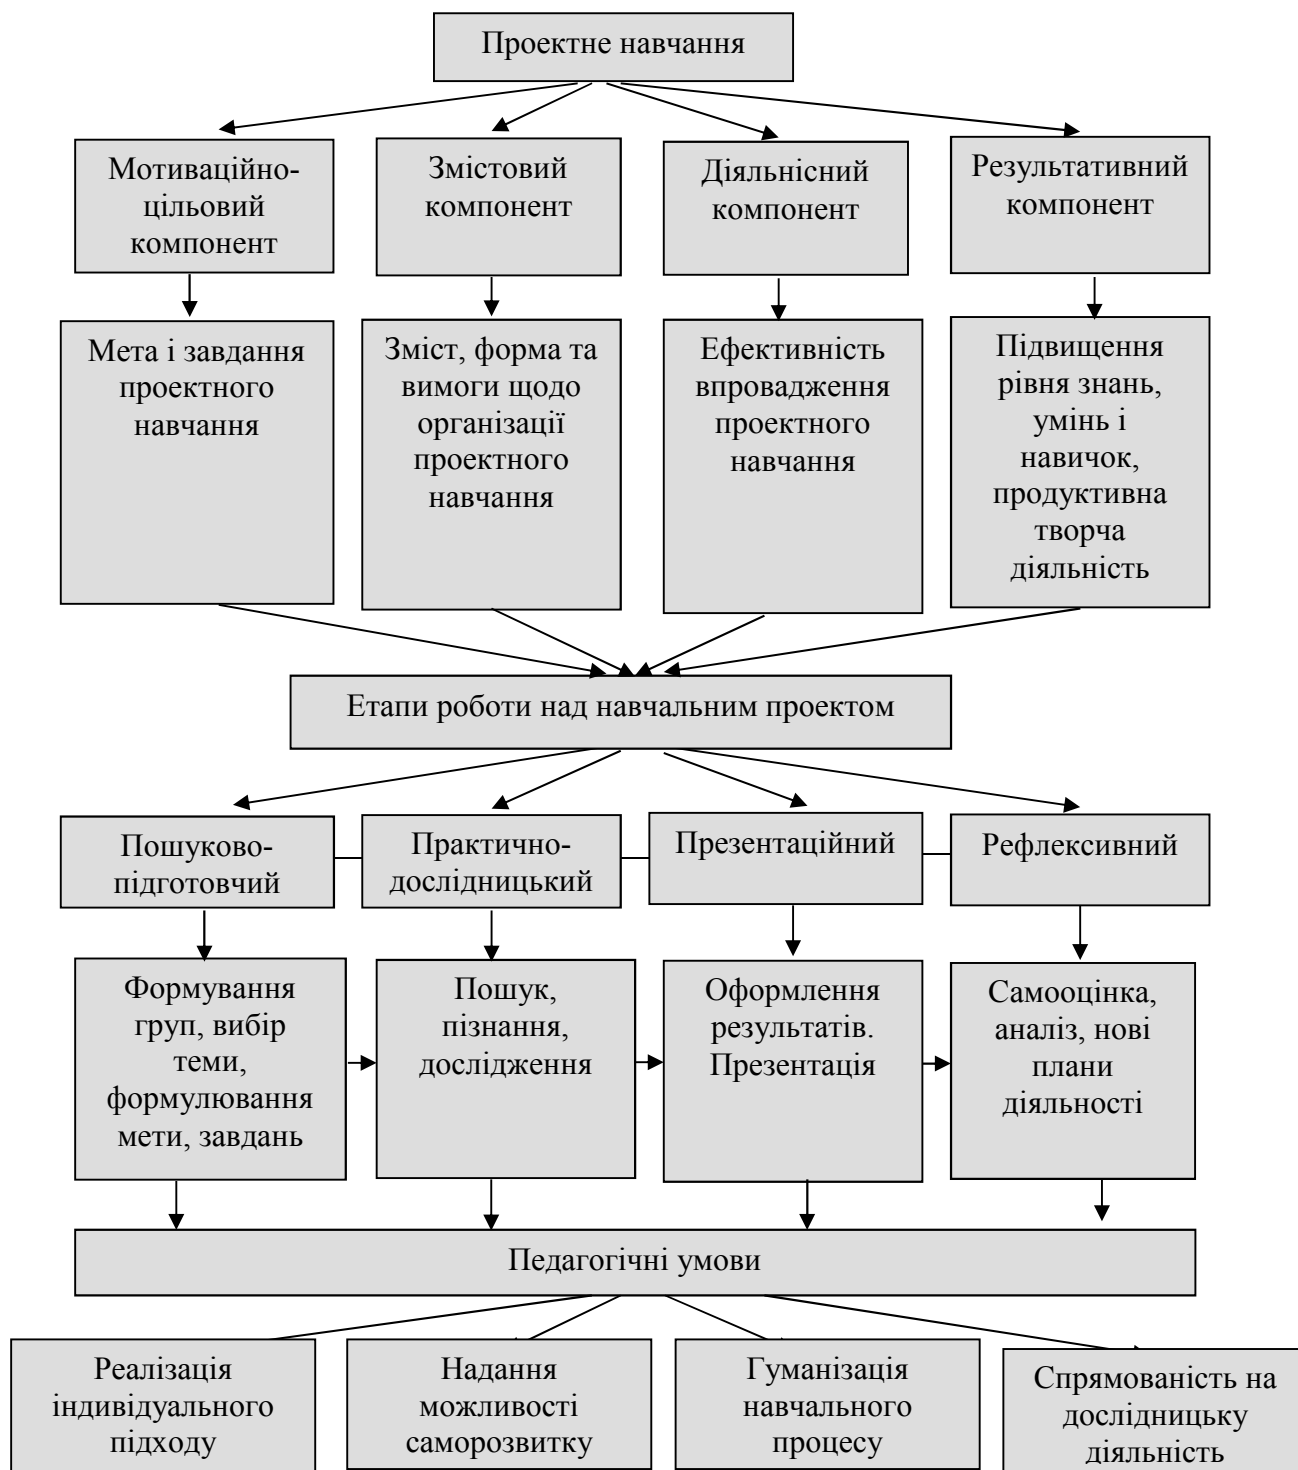 Проектне навчання
Мотиваційно-
цільовий
компонент
Змістовий
компонент
Діяльнісний
компонент
Результативний
компонент
Мета і завдання
проектного
навчання
Зміст, форма та
вимоги щодо
організації
проектного
навчання
Ефективність
впровадження
проектного
навчання
Підвищення
рівня знань,
умінь і
навичок,
продуктивна
творча
діяльність
Етапи роботи над навчальним проектом
Пошуково-
підготовчий
Практично-
дослідницький
Презентаційний
Рефлексивний
Формування
груп, вибір
теми,
формулювання
мети, завдань
Пошук,
пізнання,
дослідження
Оформлення
результатів.
Презентація
Самооцінка,
аналіз, нові
плани
діяльності
Педагогічні умови
Реалізація
індивідуального
підходу
Надання
можливості
саморозвитку
Гуманізація
навчального
процесу
Спрямованість на
дослідницьку
діяльність